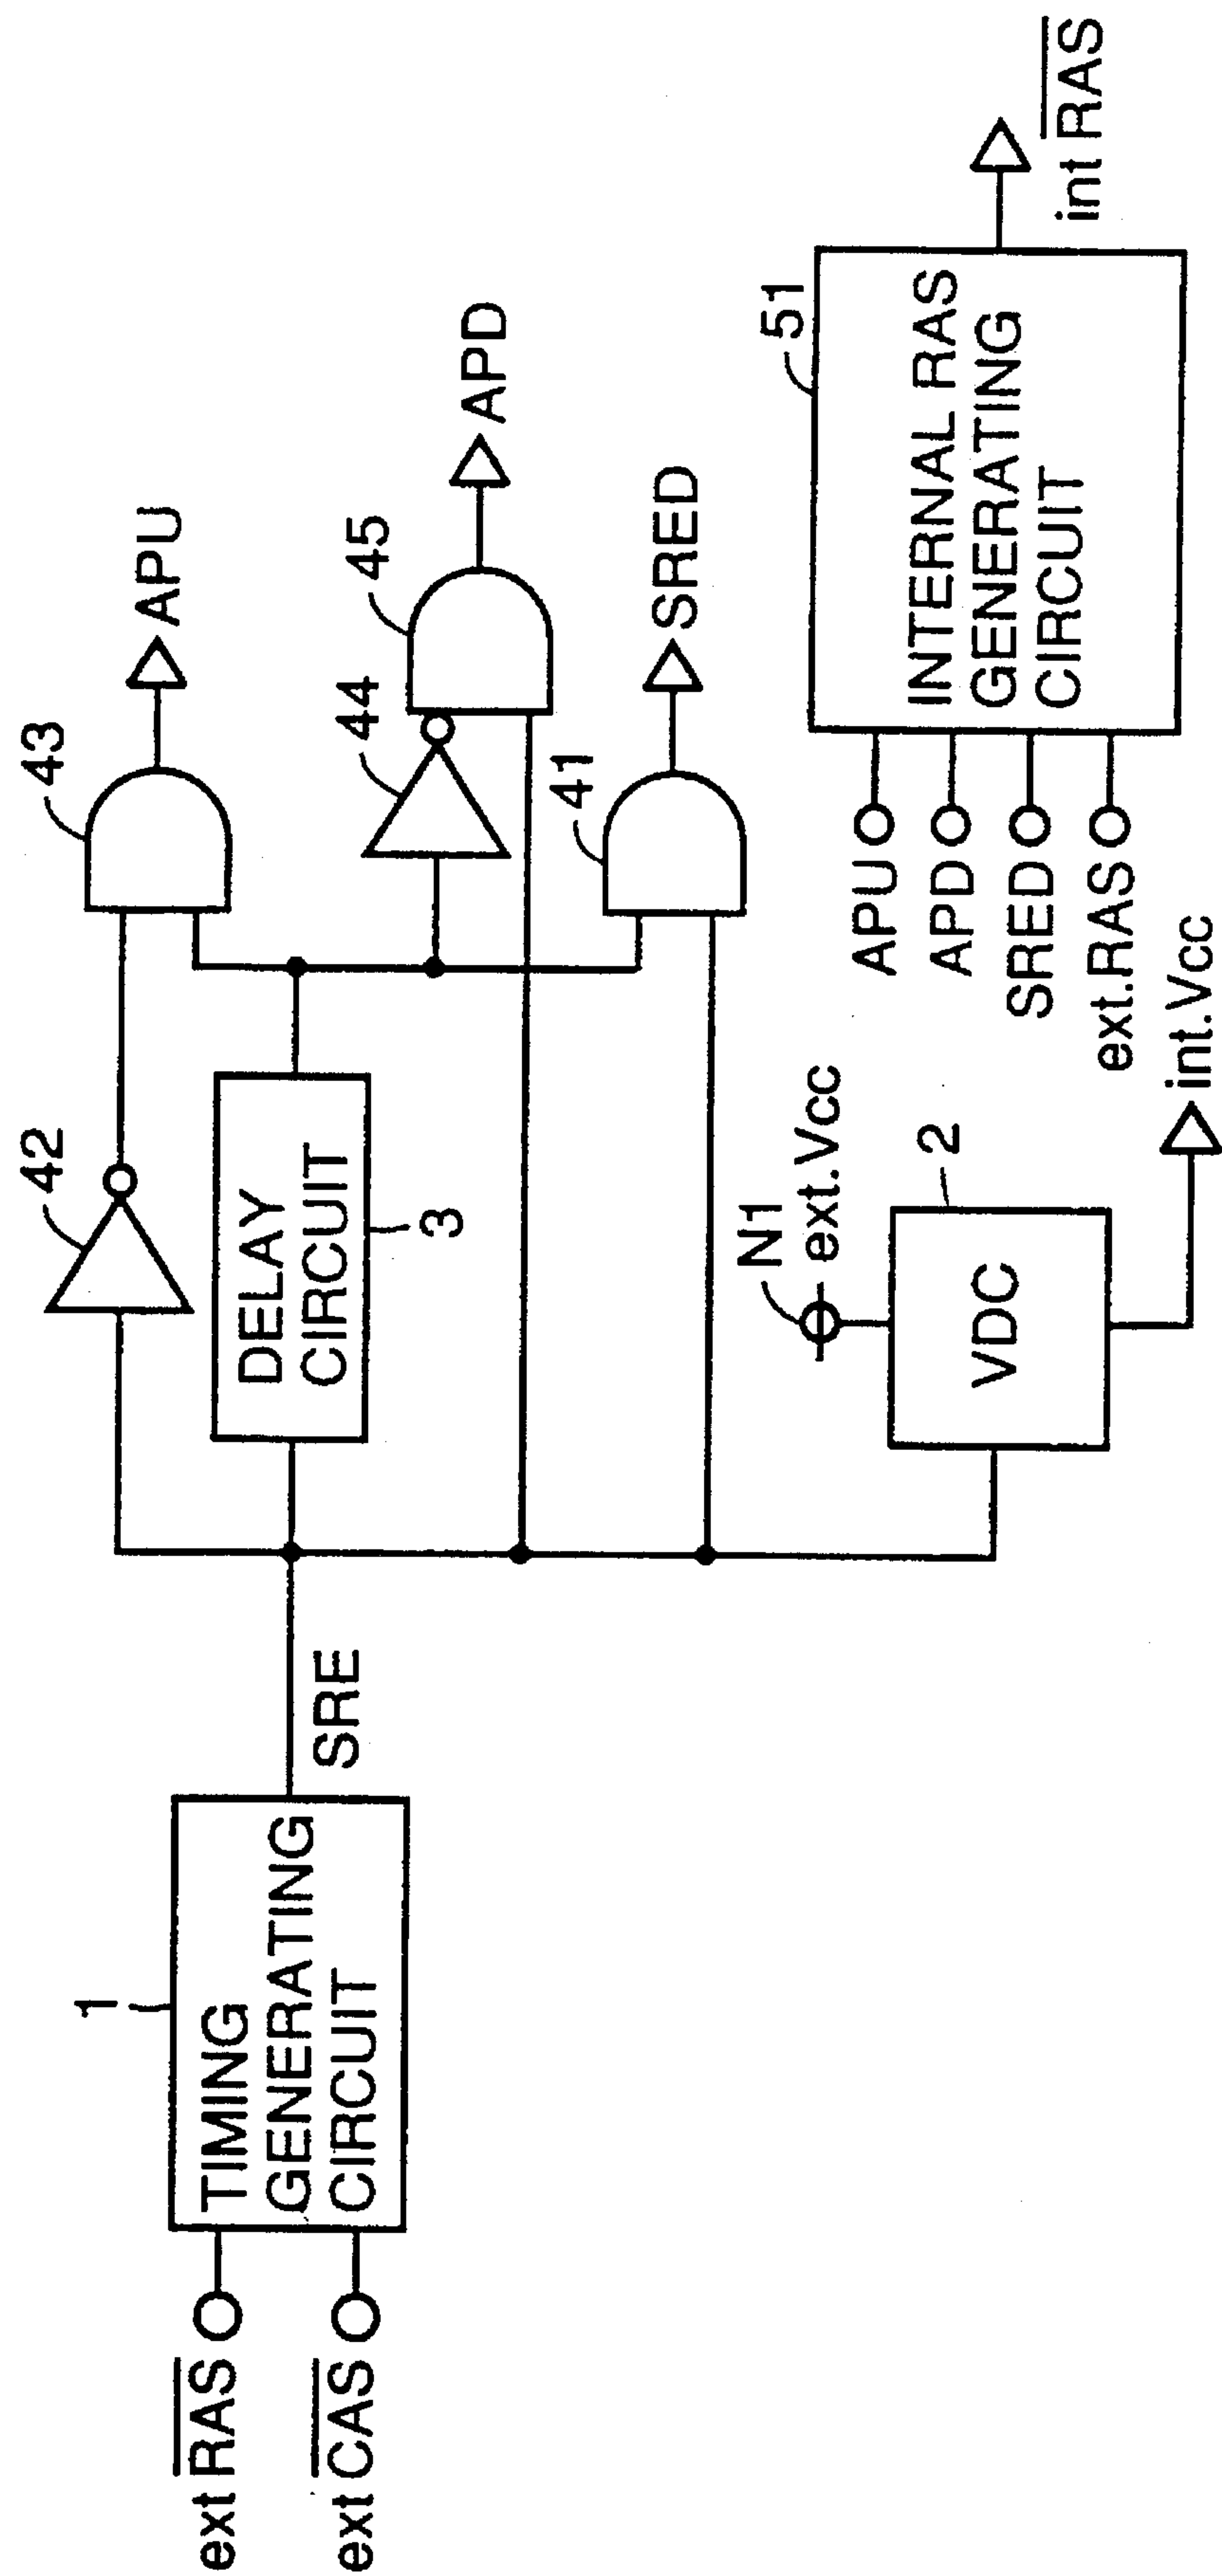 ext RAS
ext CAS
1
TIMING
GENERATING
CIRCUIT
SRE
42
DELAY
CIRCUIT
3
43
APU
44
45
APD
41
SRED
N1
ext.Vcc
2
VDC
int.Vcc
APU
APD
SRED
ext.RAS
51
INTERNAL RAS
GENERATING
CIRCUIT
int RAS